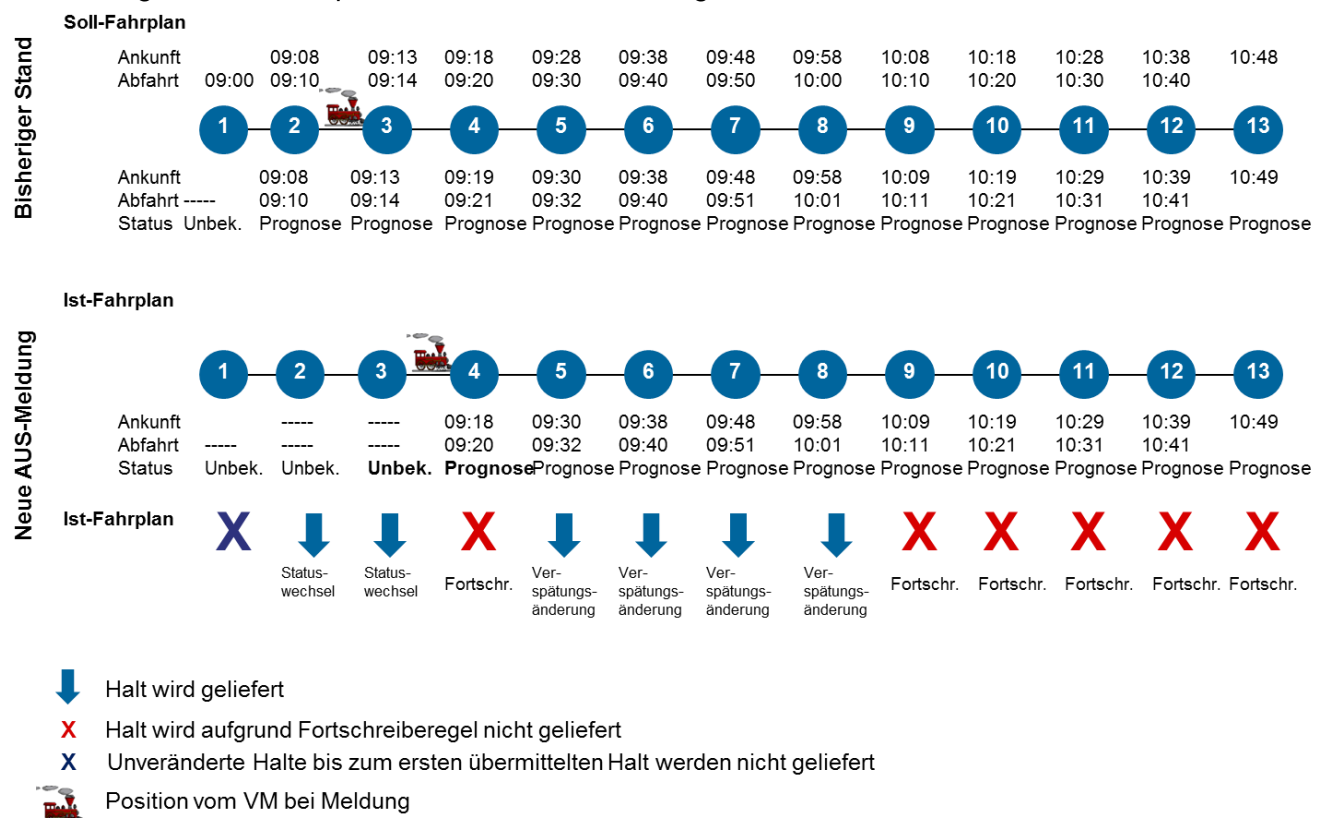 Soll-Fahrplan
Bisheriger Stand
Ankunft 09:08 09:13 09:18 09:28 09:38 09:48 09:58 10:08 10:18 10:28 10:38 10:48
Abfahrt 09:00 09:10 09:14 09:20 09:30 09:40 09:50 10:00 10:10 10:20 10:30 10:40
1 2 3 4 5 6 7 8 9 10 11 12 13
Ankunft 09:08 09:13 09:19 09:30 09:38 09:48 09:58 10:09 10:19 10:29 10:39 10:49
Abfahrt ----- 09:10 09:14 09:21 09:32 09:40 09:51 10:01 10:11 10:21 10:31 10:41
Status Unbek. Prognose Prognose Prognose Prognose Prognose Prognose Prognose Prognose Prognose Prognose Prognose Prognose
Ist-Fahrplan
Neue AUS-Meldung
1 2 3 4 5 6 7 8 9 10 11 12 13
Ankunft ----- ----- 09:18 09:30 09:38 09:48 09:58 10:09 10:19 10:29 10:39 10:49
Abfahrt ----- ----- ----- 09:20 09:32 09:40 09:51 10:01 10:11 10:21 10:31 10:41
Status Unbek. Unbek. Unbek. Prognose Prognose Prognose Prognose Prognose Prognose Prognose Prognose Prognose Prognose
Ist-Fahrplan X X X X X X X
Status-
wechsel
Status-
wechsel
Fortschr.
Ver-
spätungs-
änderung
Ver-
spätungs-
änderung
Ver-
spätungs-
änderung
Ver-
spätungs-
änderung
Fortschr. Fortschr. Fortschr. Fortschr. Fortschr.
Halt wird geliefert
X Halt wird aufgrund Fortschreiberegel nicht geliefert
X Unveränderte Halte bis zum ersten übermittelten Halt werden nicht geliefert
Position vom VM bei Meldung